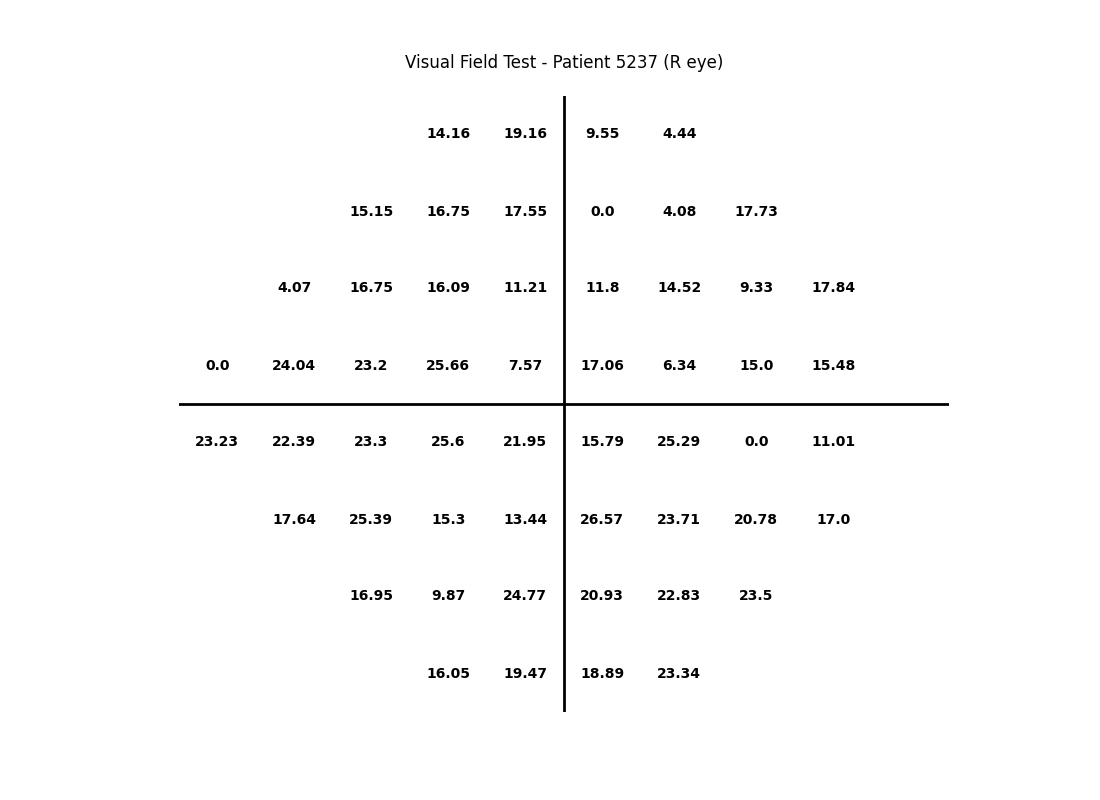 Visual Field Test - Patient 5237 (R eye)
14.16 19.16 9.55 4.44
15.15 16.75 17.55 0.0 4.08 17.73
4.07 16.75 16.09 11.21 11.8 14.52 9.33 17.84
0.0 24.04 23.2 25.66 7.57 17.06 6.34 15.0 15.48
23.23 22.39 23.3 25.6 21.95 15.79 25.29 0.0 11.01
17.64 25.39 15.3 13.44 26.57 23.71 20.78 17.0
16.95 9.87 24.77 20.93 22.83 23.5
16.05 19.47 18.89 23.34